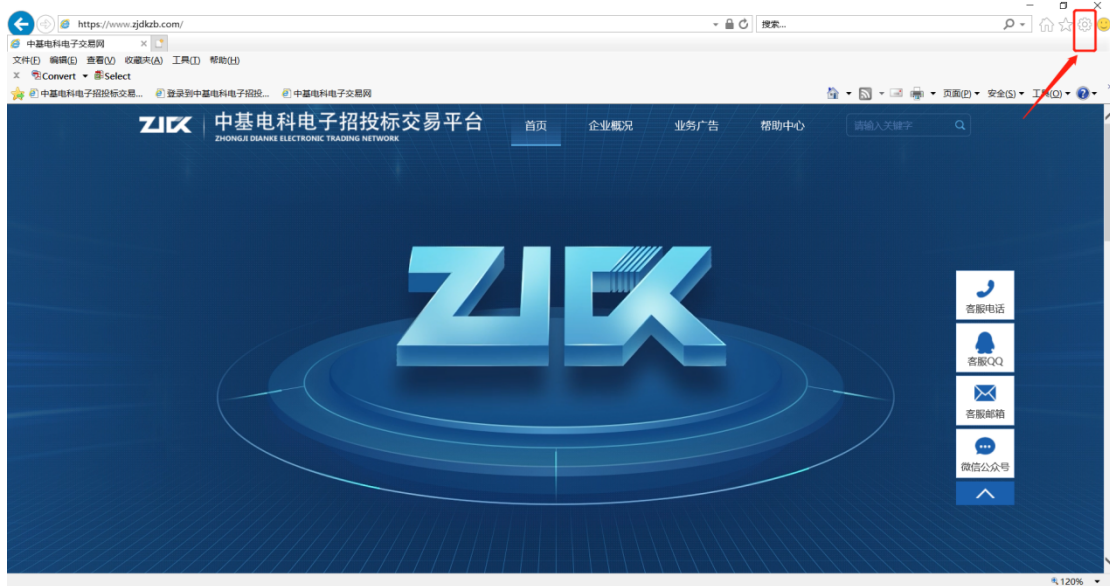 https://www.zjdkzb.com/
搜索...
中基电科电子交易网
文件(F) 编辑(E) 查看(V) 收藏夹(A) 工具(T) 帮助(H)
x Convert Select
中基电科电子招投标交易... 登录到中基电科电子招投... 中基电科电子交易网
页面(P) 安全(S) 工具(O)
ZJDK 中基电科电子招投标交易平台 首页 企业概况 业务广告 帮助中心 请输入关键字
ZHONGJI DIANKE ELECTRONIC TRADING NETWORK
ZJDK
客服电话
客服QQ
客服邮箱
微信公众号
120%